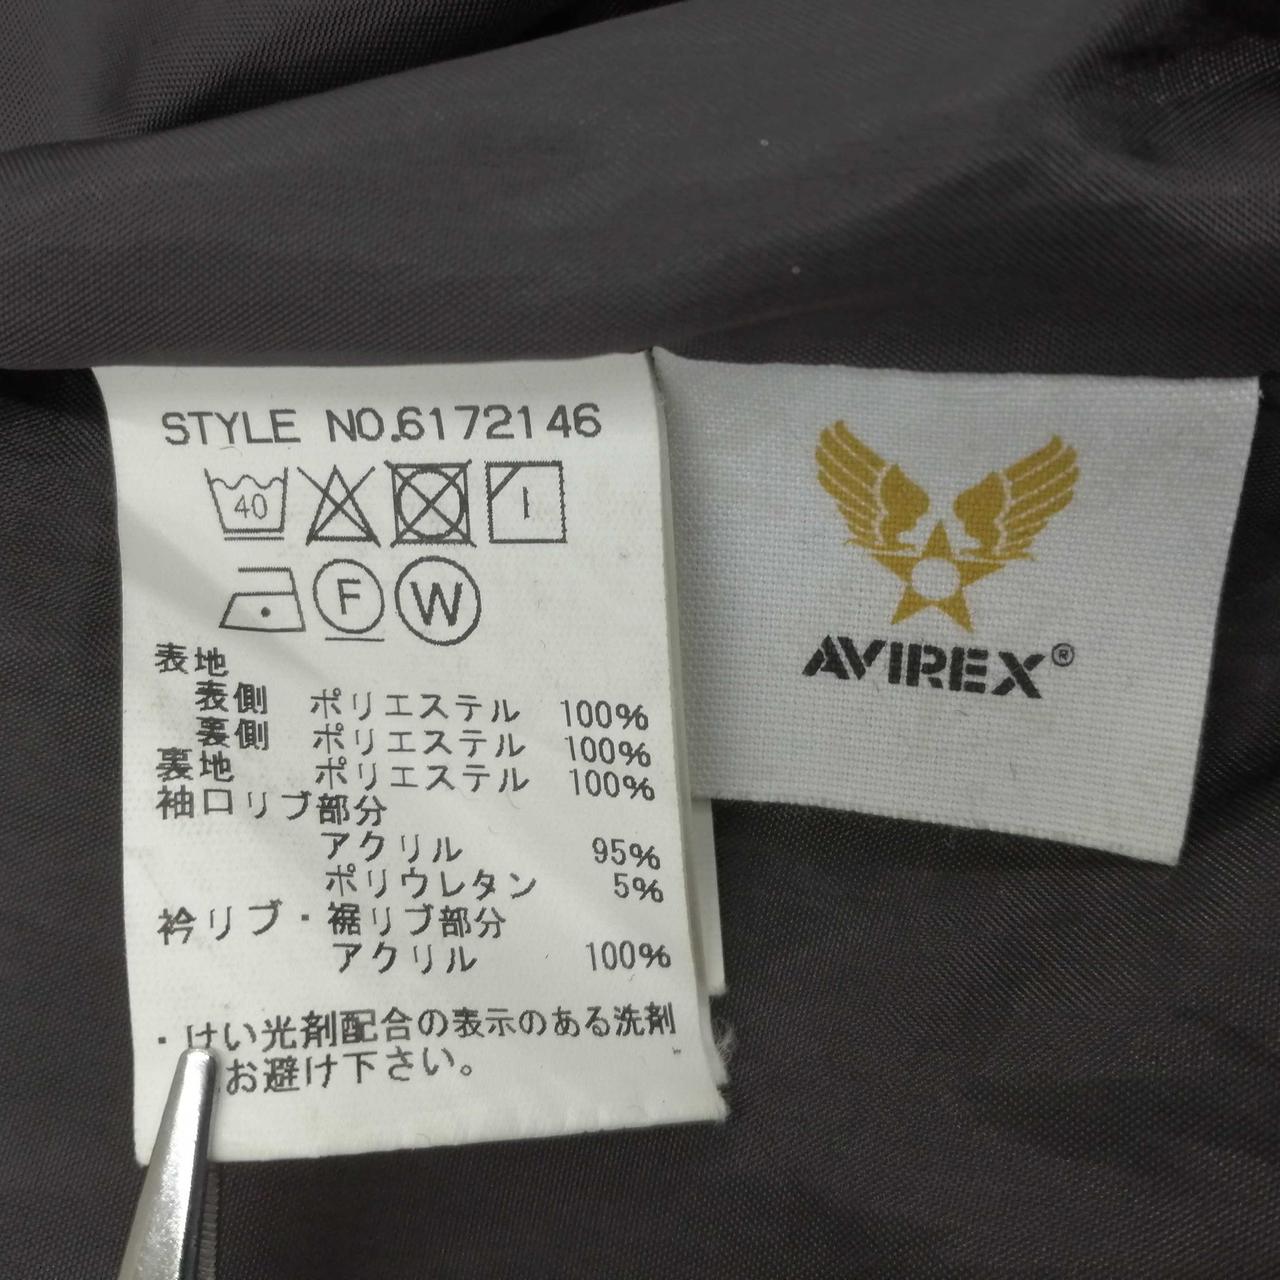 STYLE NO.6172146
40
F W
表地
表側 ポリエステル 100%
裏側 ポリエステル 100%
裏地 ポリエステル 100%
袖口リブ部分
アクリル 95%
ポリウレタン 5%
衿リブ・裾リブ部分
アクリル 100%
・けい光剤配合の表示のある洗剤
お避け下さい。
AVIREX®